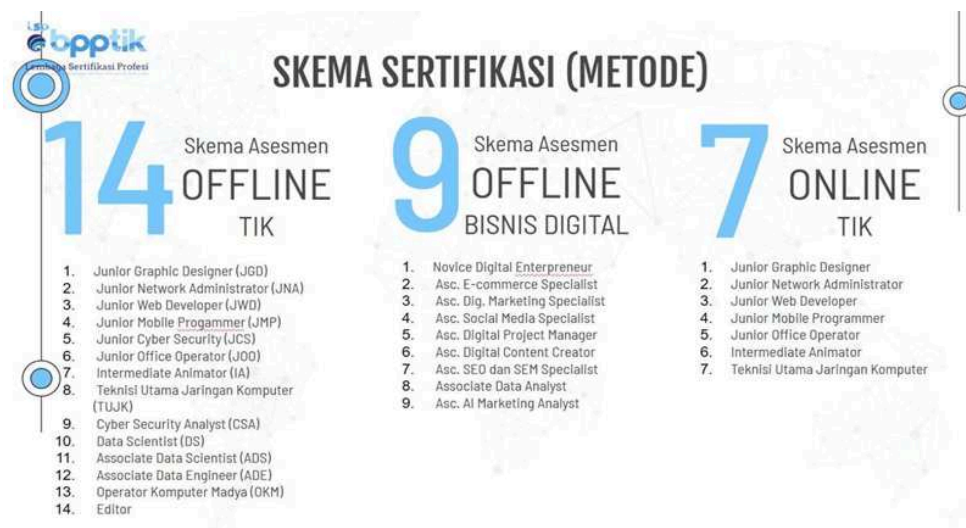 LSP
bpptik
Lembaga Sertifikasi Profesi
SKEMA SERTIFIKASI (METODE)
14
Skema Asesmen
OFFLINE
TIK
1. Junior Graphic Designer (JGD)
2. Junior Network Administrator (JNA)
3. Junior Web Developer (JWD)
4. Junior Mobile Progammer (JMP)
5. Junior Cyber Security (JCS)
6. Junior Office Operator (JOO)
7. Intermediate Animator (IA)
8. Teknisi Utama Jaringan Komputer
(TUJK)
9. Cyber Security Analyst (CSA)
10. Data Scientist (DS)
11. Associate Data Scientist (ADS)
12. Associate Data Engineer (ADE)
13. Operator Komputer Madya (OKM)
14. Editor
9
Skema Asesmen
OFFLINE
BISNIS DIGITAL
1. Novice Digital Enterpreneur
2. Asc. E-commerce Specialist
3. Asc. Dig. Marketing Specialist
4. Asc. Social Media Specialist
5. Asc. Digital Project Manager
6. Asc. Digital Content Creator
7. Asc. SEO dan SEM Specialist
8. Associate Data Analyst
9. Asc. AI Marketing Analyst
7
Skema Asesmen
ONLINE
TIK
1. Junior Graphic Designer
2. Junior Network Administrator
3. Junior Web Developer
4. Junior Mobile Programmer
5. Junior Office Operator
6. Intermediate Animator
7. Teknisi Utama Jaringan Komputer